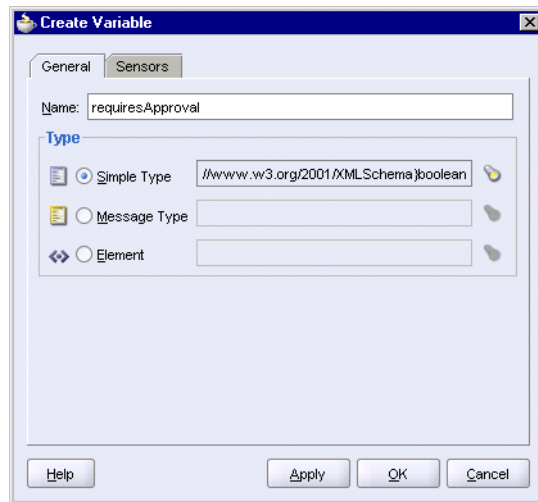 Create Variable
General Sensors
Name: requiresApproval
Type
Simple Type //www.w3.org/2001/XMLSchema}boolean
Message Type
Element
Help Apply OK Cancel